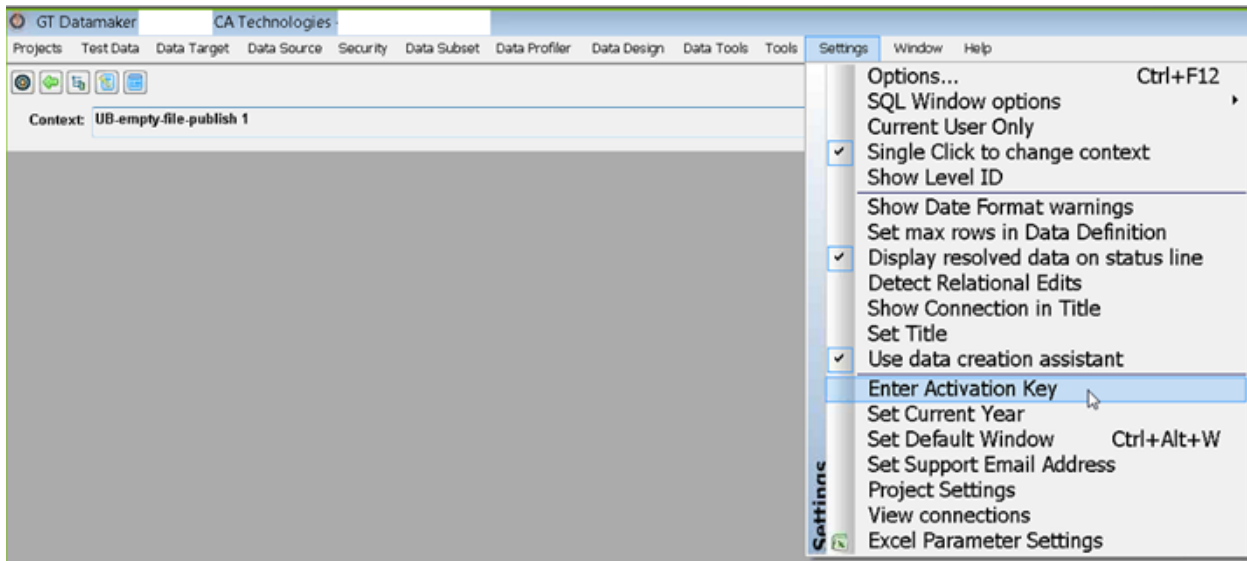 GT Datamaker CA Technologies -
Projects Test Data Data Target Data Source Security Data Subset Data Profiler Data Design Data Tools Tools Settings Window Help
Context: UB-empty-file-publish 1
Options... Ctrl+F12
SQL Window options
Current User Only
Single Click to change context
Show Level ID
Show Date Format warnings
Set max rows in Data Definition
Display resolved data on status line
Detect Relational Edits
Show Connection in Title
Set Title
Use data creation assistant
Enter Activation Key
Set Current Year
Set Default Window Ctrl+Alt+W
Set Support Email Address
Project Settings
View connections
Excel Parameter Settings
Settings